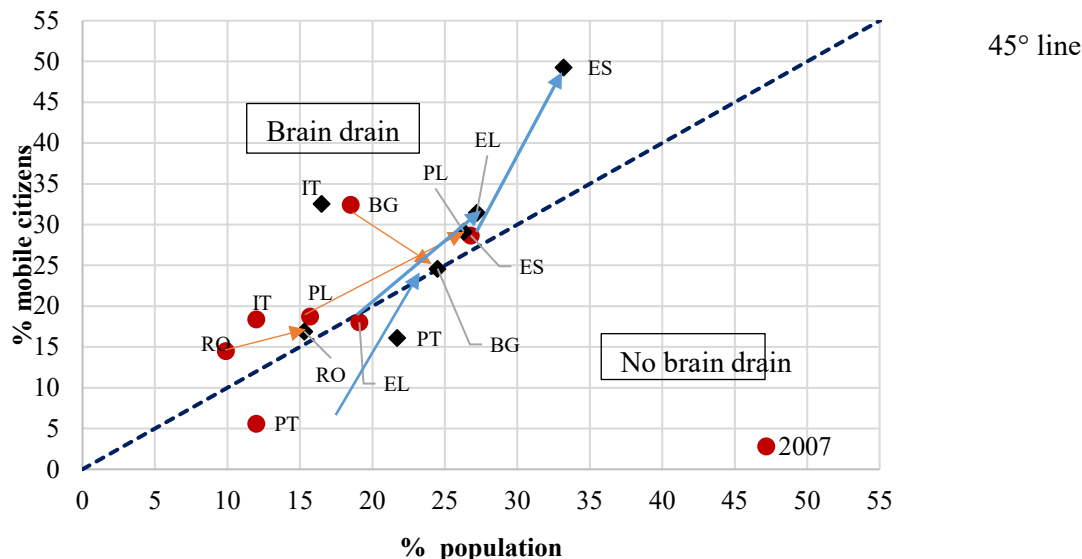 55
50
45
40
35
30
25
20
15
10
5
0
% mobile citizens
45° line
ES
Brain drain
EL
PL
IT
BG
ES
IT
PL
RO
PT
BG
No brain drain
RO
EL
PT
2007
0 5 10 15 20 25 30 35 40 45 50 55
% population